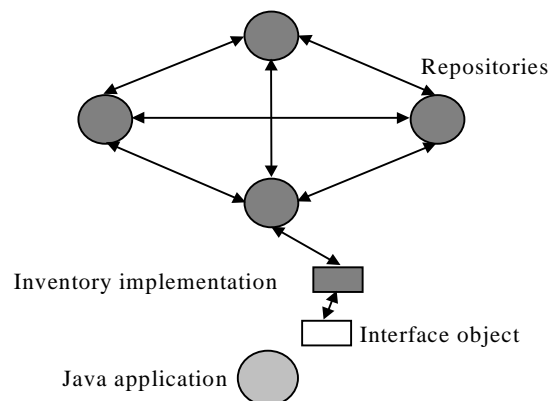 Repositories
Inventory implementation
Interface object
Java application